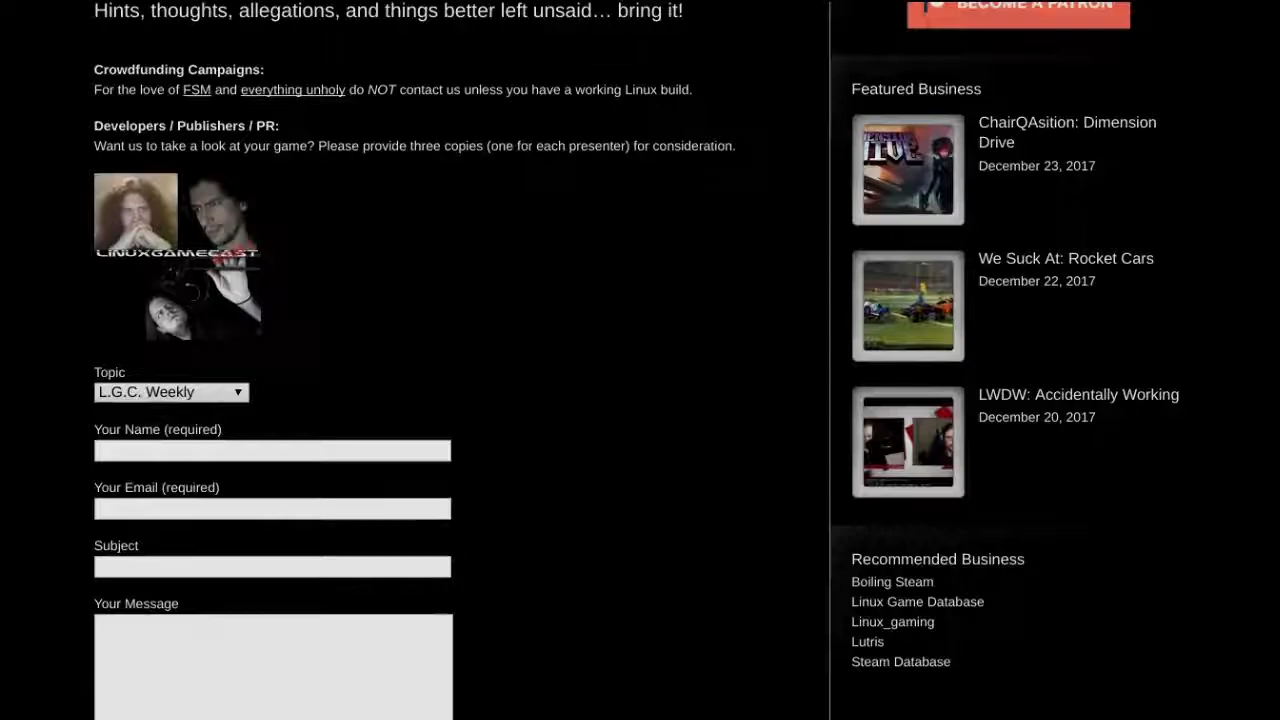 Hints, thoughts, allegations, and things better left unsaid… bring it!
Crowdfunding Campaigns:
For the love of FSM and everything unholy do NOT contact us unless you have a working Linux build.
Developers / Publishers / PR:
Want us to take a look at your game? Please provide three copies (one for each presenter) for consideration.
LINUXGAMECAST
Topic
L.G.C. Weekly
Your Name (required)
Your Email (required)
Subject
Your Message
BECOME A PATRON
Featured Business
ChairQAsition: Dimension
Drive
December 23, 2017
We Suck At: Rocket Cars
December 22, 2017
LWDW: Accidentally Working
December 20, 2017
Recommended Business
Boiling Steam
Linux Game Database
Linux_gaming
Lutris
Steam Database